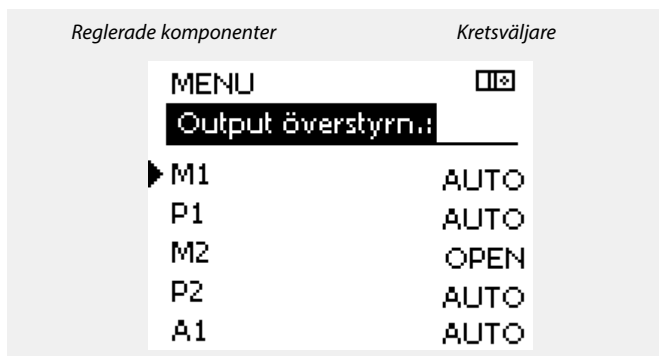 Reglerade komponenter Kretsväljare
MENU
Output överstyrn.:
M1 AUTO
P1 AUTO
M2 OPEN
P2 AUTO
A1 AUTO